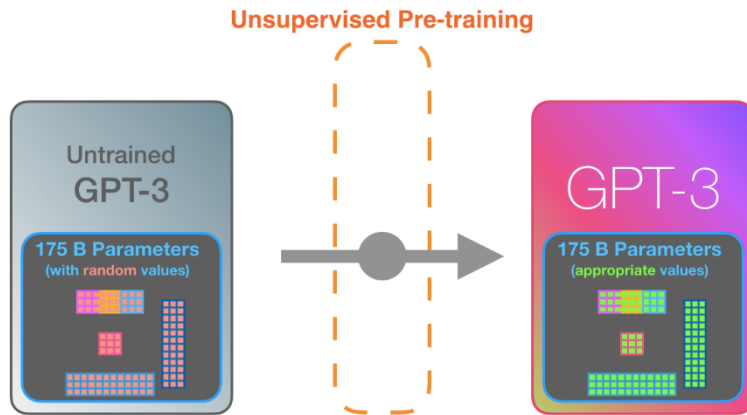 Unsupervised Pre-training
Untrained
GPT-3
175 B Parameters
(with random values)
GPT-3
175 B Parameters
(appropriate values)